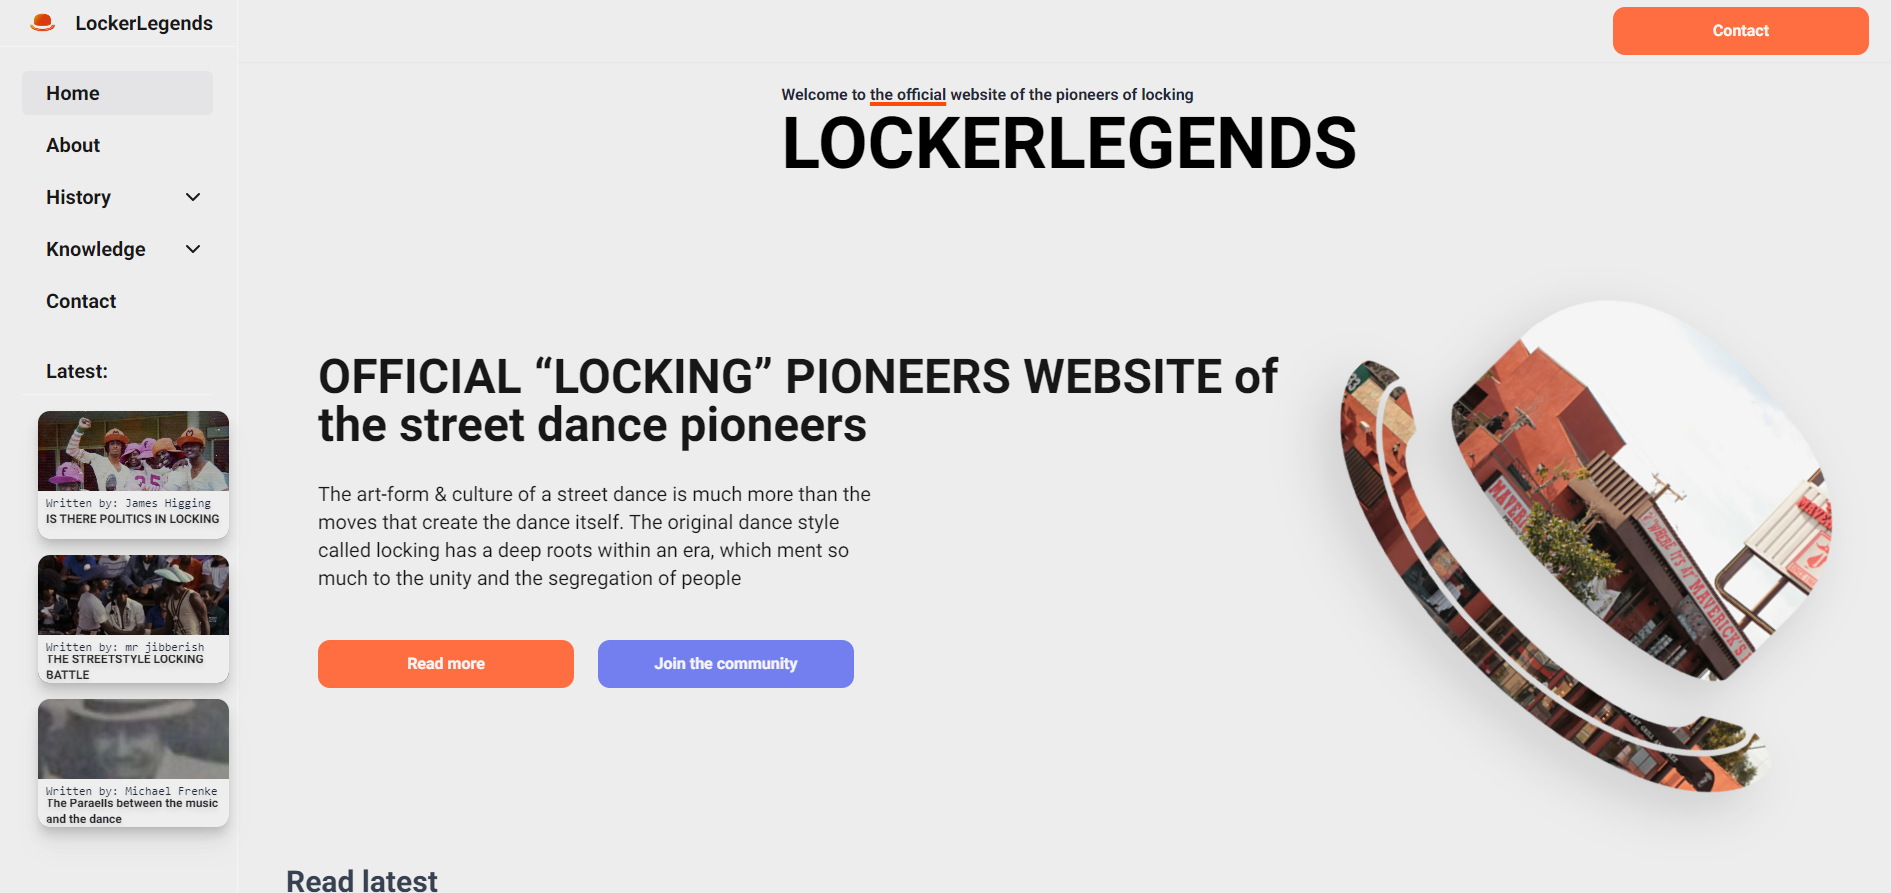 LockerLegends
Contact
Home
About
History
Knowledge
Contact
Latest:
Written by: James Higging
IS THERE POLITICS IN LOCKING
Written by: mr jibberish
THE STREETSTYLE LOCKING
BATTLE
Written by: Michael Frenke
The Paraells between the music
and the dance
Welcome to the official website of the pioneers of locking
LOCKERLEGENDS
OFFICIAL “LOCKING” PIONEERS WEBSITE of
the street dance pioneers
The art-form & culture of a street dance is much more than the
moves that create the dance itself. The original dance style
called locking has a deep roots within an era, which ment so
much to the unity and the segregation of people
Read more
Join the community
"WHERE IT'S AT MAVERICK'S
Read latest